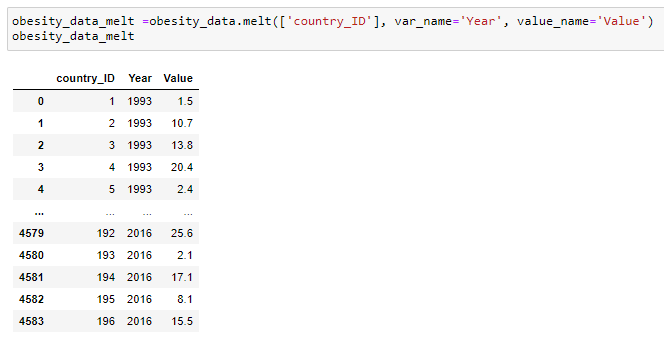 obesity_data_melt =obesity_data.melt(['country_ID'], var_name='Year', value_name='Value')
obesity_data_melt
country_ID Year Value
0 1 1993 1.5
1 2 1993 10.7
2 3 1993 13.8
3 4 1993 20.4
4 5 1993 2.4
... ... ... ...
4579 192 2016 25.6
4580 193 2016 2.1
4581 194 2016 17.1
4582 195 2016 8.1
4583 196 2016 15.5